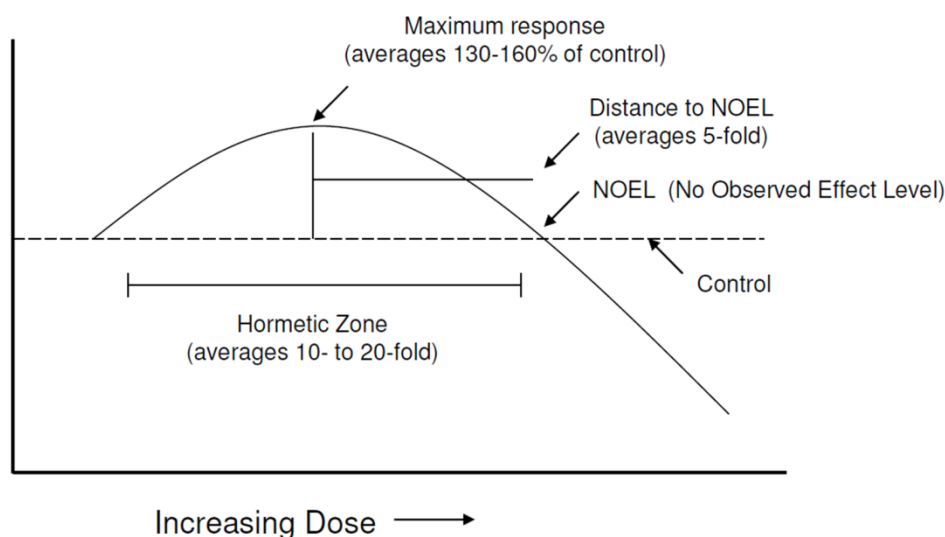 Maximum response
(averages 130-160% of control)
Distance to NOEL
(averages 5-fold)
NOEL (No Observed Effect Level)
Control
Hormetic Zone
(averages 10- to 20-fold)
Increasing Dose